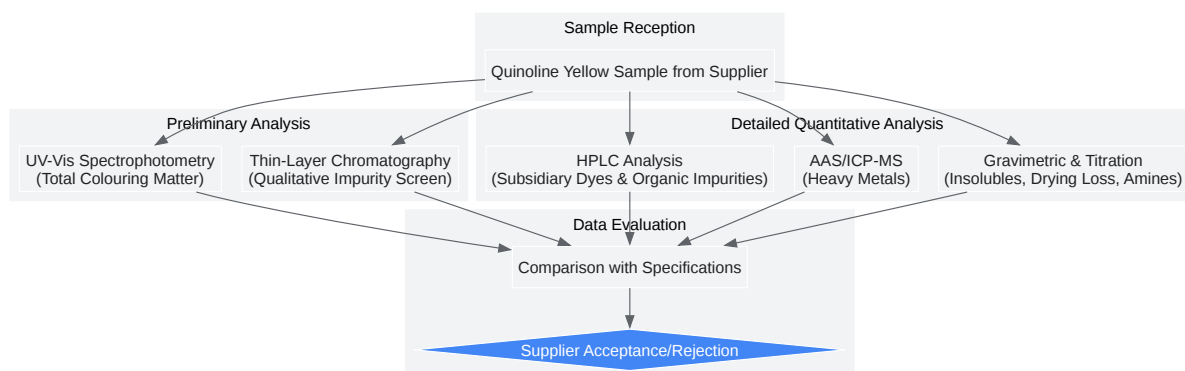 Sample Reception
Quinoline Yellow Sample from Supplier
Preliminary Analysis
Detailed Quantitative Analysis
UV-Vis Spectrophotometry
(Total Colouring Matter)
Thin-Layer Chromatography
(Qualitative Impurity Screen)
HPLC Analysis
(Subsidiary Dyes & Organic Impurities)
AAS/ICP-MS
(Heavy Metals)
Gravimetric & Titration
(Insolubles, Drying Loss, Amines)
Data Evaluation
Comparison with Specifications
Supplier Acceptance/Rejection